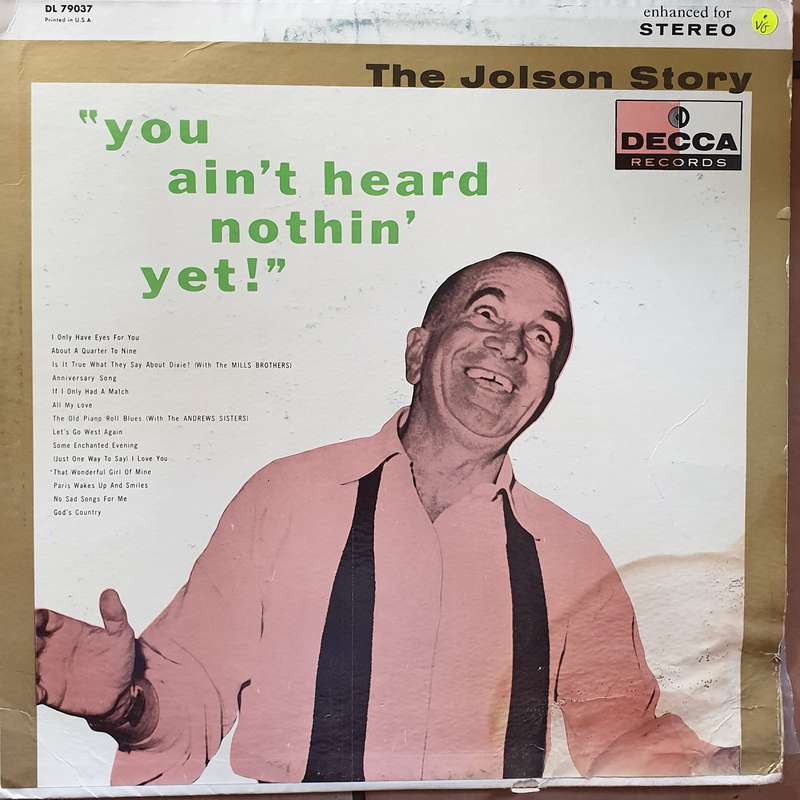 DL 79037
Printed in U.S.A
enhanced for
STEREO
VG
The Jolson Story
DECCA
RECORDS
"you
ain't heard
nothin'
yet!"
I Only Have Eyes For You
About A Quarter To Nine
Is It True What They Say About Dixie? (With The MILLS BROTHERS)
Anniversary Song
If I Only Had A Match
All My Love
The Old Piano Roll Blues (With The ANDREWS SISTERS)
Let's Go West Again
Some Enchanted Evening
(Just One Way To Say) I Love You
*That Wonderful Girl Of Mine
Paris Wakes Up And Smiles
No Sad Songs For Me
God's Country